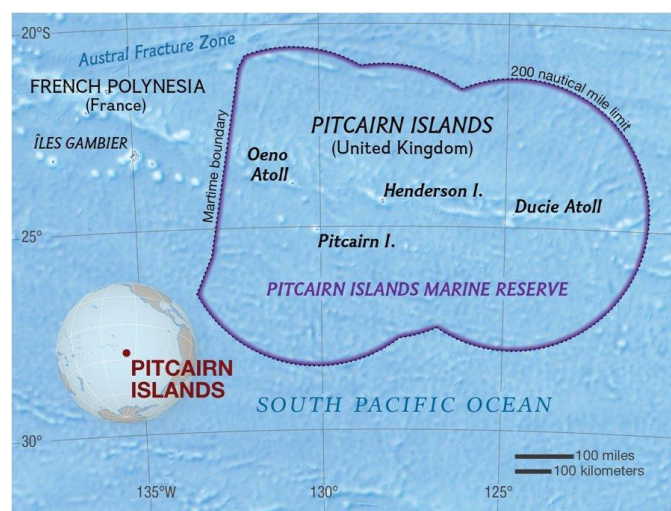 20°S
Austral Fracture Zone
FRENCH POLYNESIA
(France)
ÎLES GAMBIER
Martime boundary
200 nautical mile limit
PITCAIRN ISLANDS
(United Kingdom)
Oeno
Atoll
Henderson I.
Ducie Atoll
25°
Pitcairn I.
PITCAIRN ISLANDS MARINE RESERVE
PITCAIRN
ISLANDS
SOUTH PACIFIC OCEAN
30°
100 miles
100 kilometers
135°W
130°
125°